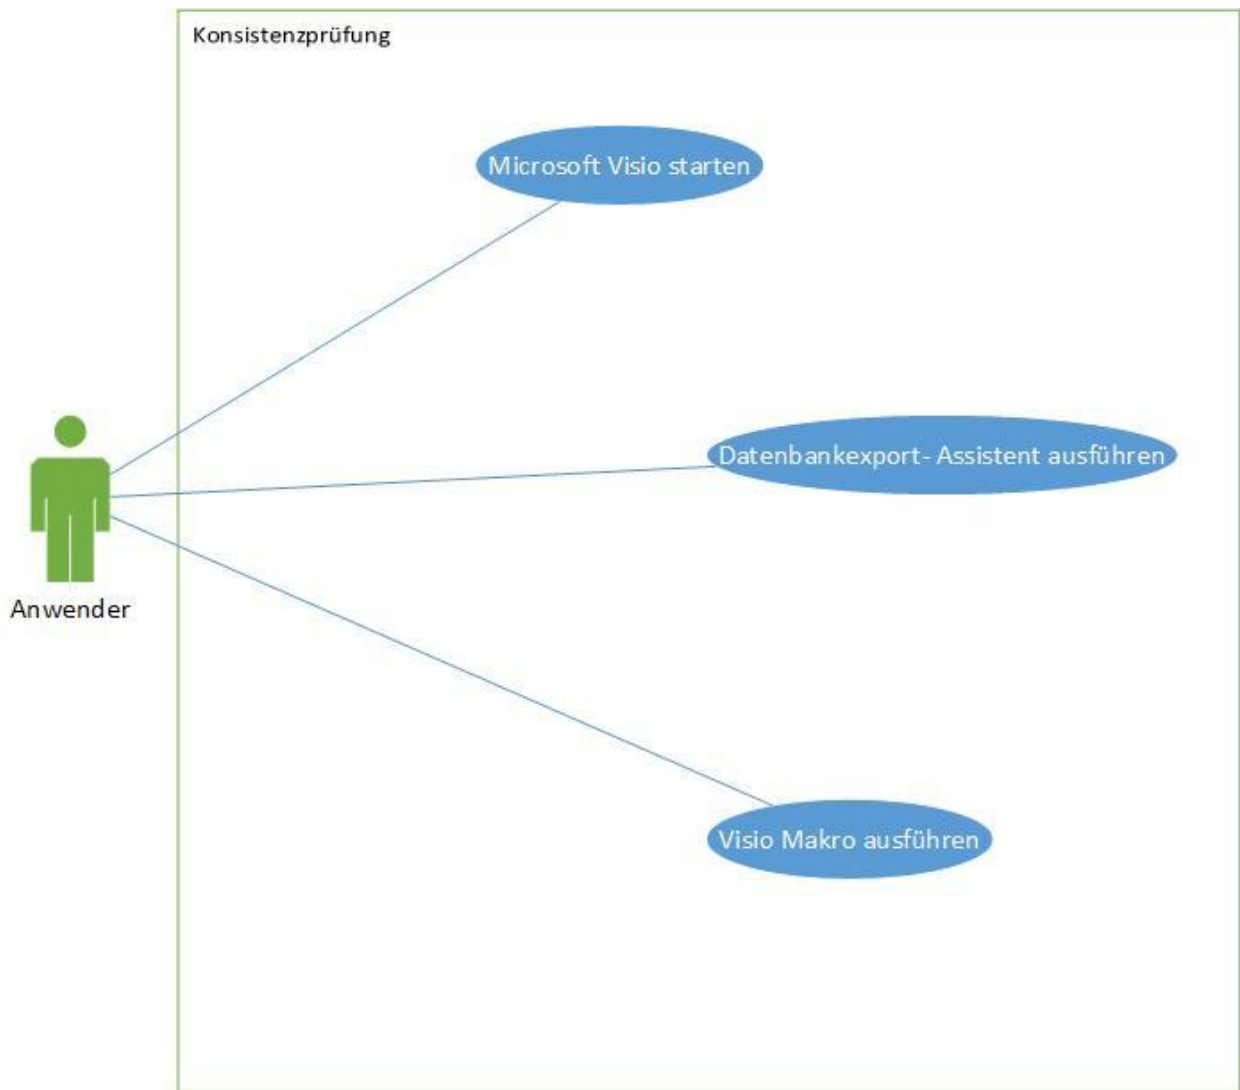 Konsistenzprüfung
Microsoft Visio starten
Datenbankexport- Assistent ausführen
Anwender
Visio Makro ausführen